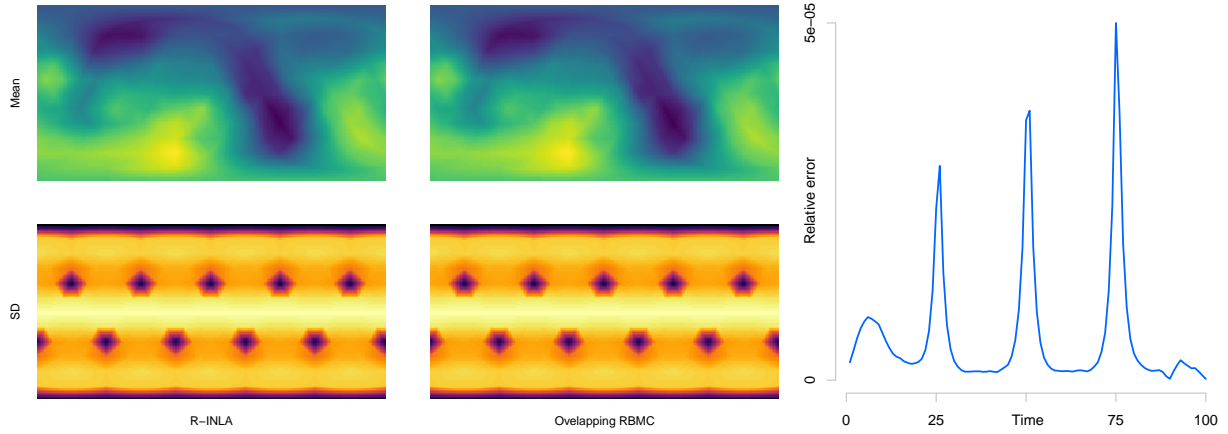 Mean
SD
R−INLA
Ovelapping RBMC
Relative error
5e−05
0
0
25
Time
75
100